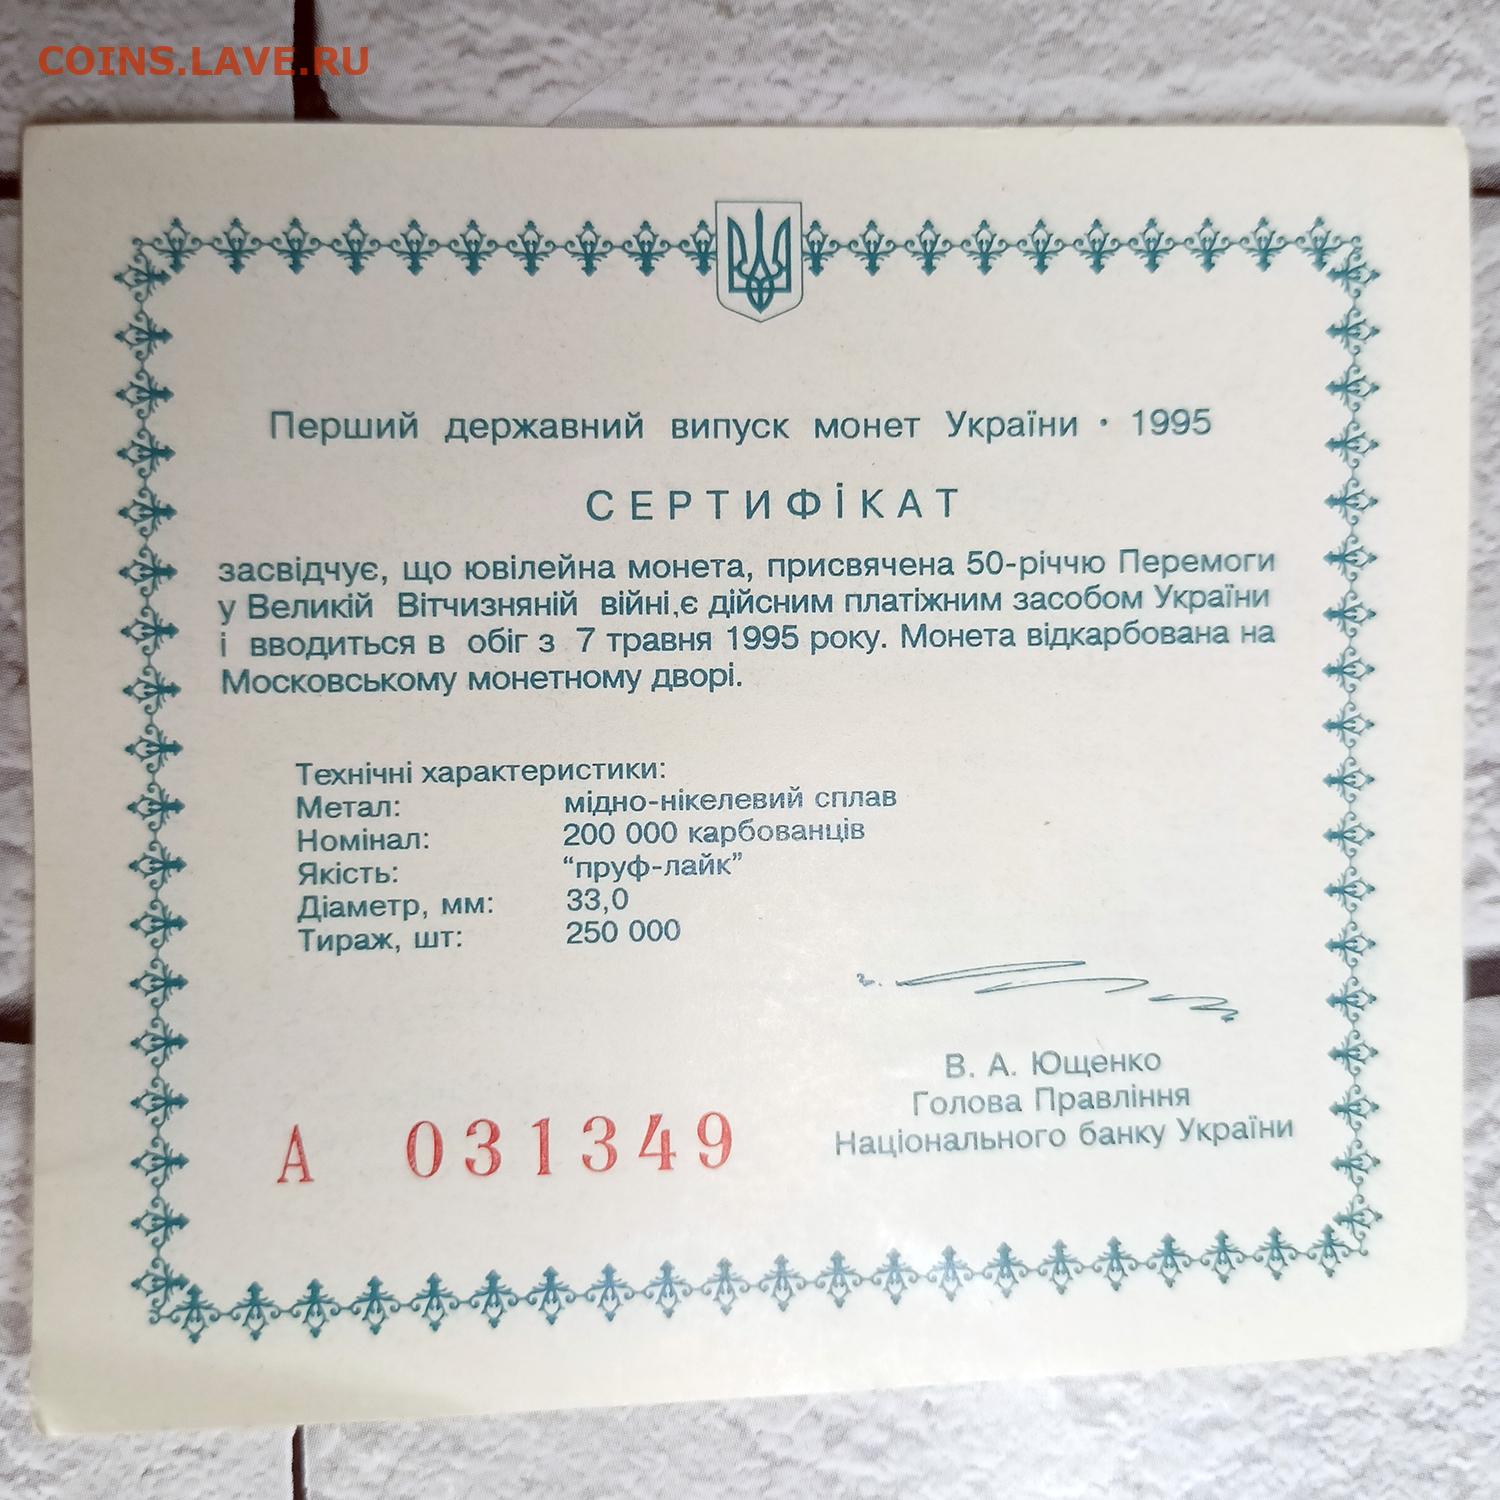 COINS.LAVE.RU
Перший державний випуск монет України · 1995
СЕРТИФІКАТ
засвідчує, що ювілейна монета, присвячена 50-річчю Перемоги
у Великій Вітчизняній війні,є дійсним платіжним засобом України
і вводиться в обіг з 7 травня 1995 року. Монета відкарбована на
Московському монетному дворі.
Технічні характеристики:
Метал: мідно-нікелевий сплав
Номінал: 200 000 карбованців
Якість: “пруф-лайк”
Діаметр, мм: 33,0
Тираж, шт: 250 000
В. А. Ющенко
Голова Правління
Національного банку України
А 031349